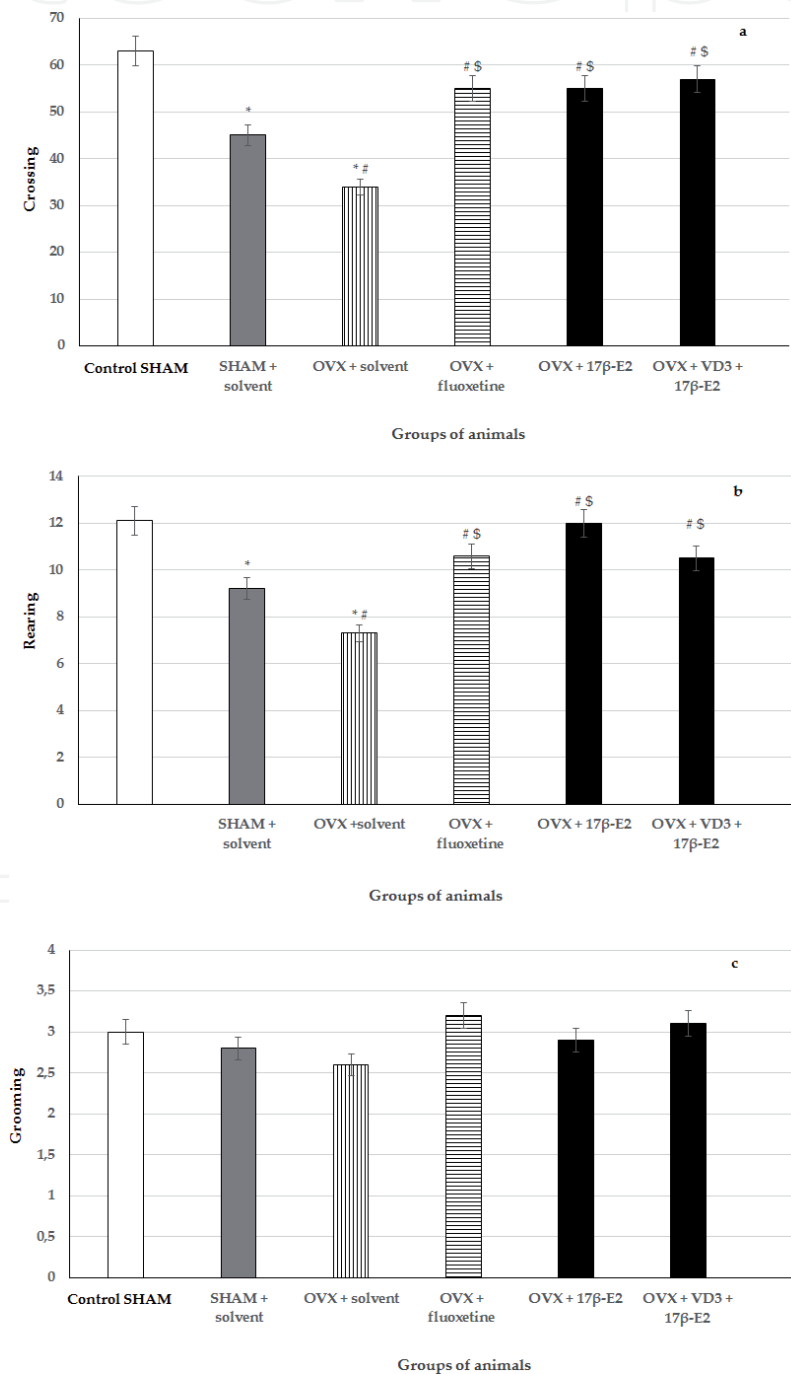 70
a
60
# $
# $
# $
50
*
40
* #
30
20
10
0
Crossing
Control SHAM
SHAM +
solvent
OVX + solvent
OVX +
fluoxetine
OVX + 17β-E2
OVX + VD3 +
17β-E2
Groups of animals
14
b
12
# $
# $
# $
10
*
8
* #
6
4
2
0
Rearing
SHAM +
solvent
OVX +solvent
OVX +
fluoxetine
OVX + 17β-E2
OVX + VD3 +
17β-E2
Groups of animals
4
c
3,5
3
2,5
2
1,5
1
0,5
0
Grooming
Control SHAM
SHAM +
solvent
OVX + solvent
OVX +
fluoxetine
OVX + 17β-E2
OVX + VD3 +
17β-E2
Groups of animals